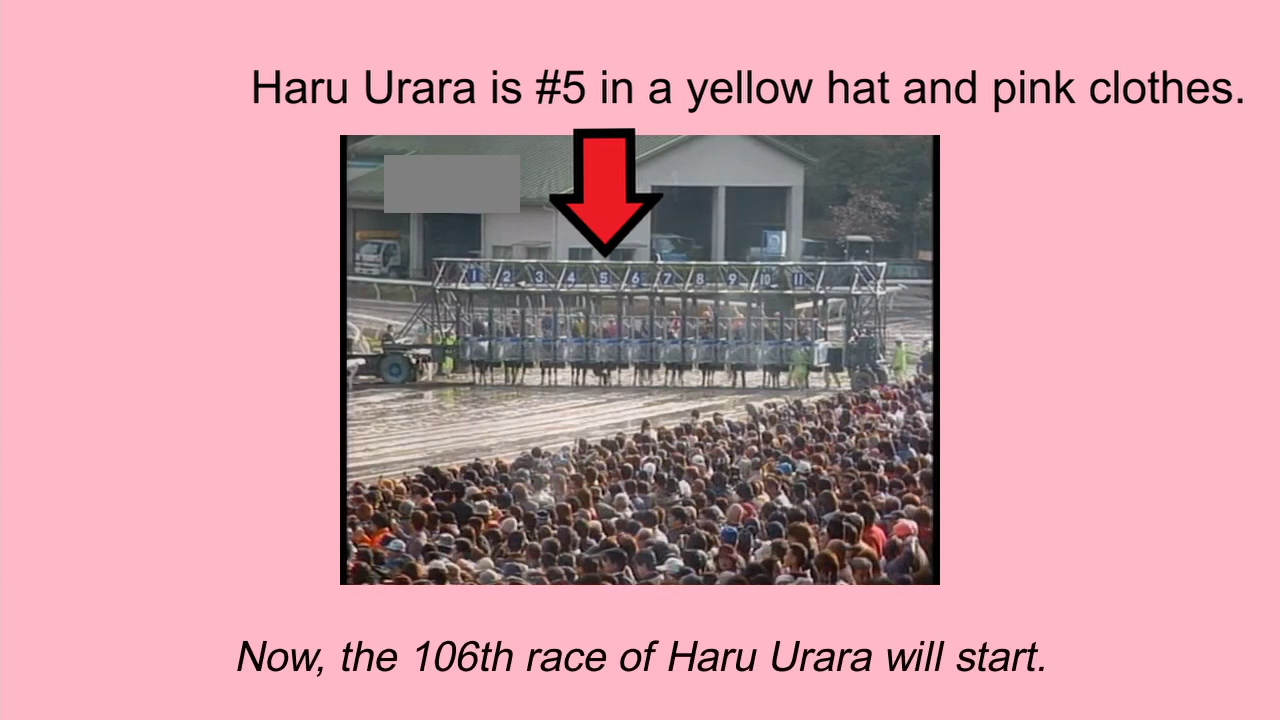 Haru Urara is #5 in a yellow hat and pink clothes.
1 2 3 4 5 6 7 8 9 10 11
Now, the 106th race of Haru Urara will start.